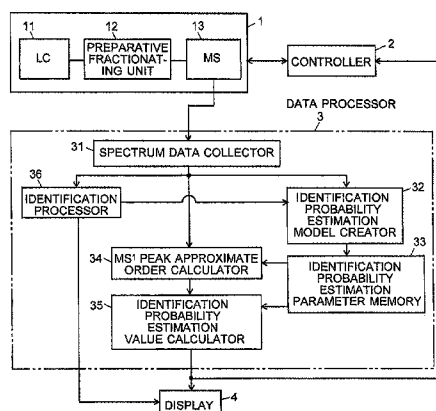 11
12
13
1
LC
PREPARATIVE
FRACTIONAT-
ING UNIT
MS
2
CONTROLLER
DATA PROCESSOR
3
31
SPECTRUM DATA COLLECTOR
36
IDENTIFICATION
PROCESSOR
32
IDENTIFICATION
PROBABILITY
ESTIMATION
MODEL CREATOR
34
MS¹ PEAK APPROXIMATE
ORDER CALCULATOR
33
IDENTIFICATION
PROBABILITY
ESTIMATION
PARAMETER MEMORY
35
IDENTIFICATION
PROBABILITY
ESTIMATION
VALUE CALCULATOR
DISPLAY
4